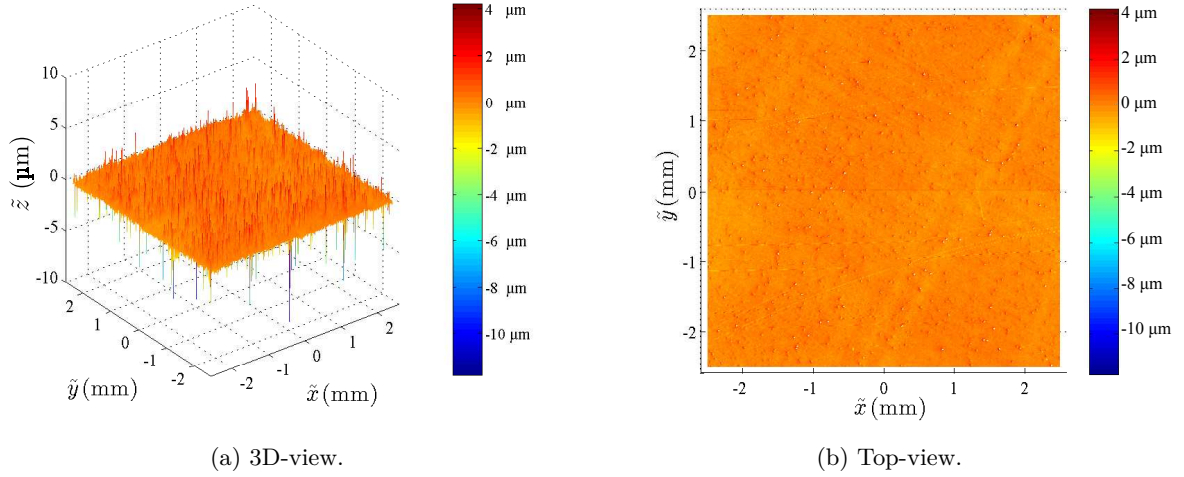 10
5
0
-5
-10
z̃ (µm)
2
1
0
-1
-2
ỹ (mm)
-2
-1
0
1
2
x̃ (mm)
4 µm
2 µm
0 µm
-2 µm
-4 µm
-6 µm
-8 µm
-10 µm
(a) 3D-view.
2
1
0
-1
-2
ỹ (mm)
-2
-1
0
1
2
x̃ (mm)
4 µm
2 µm
0 µm
-2 µm
-4 µm
-6 µm
-8 µm
-10 µm
(b) Top-view.